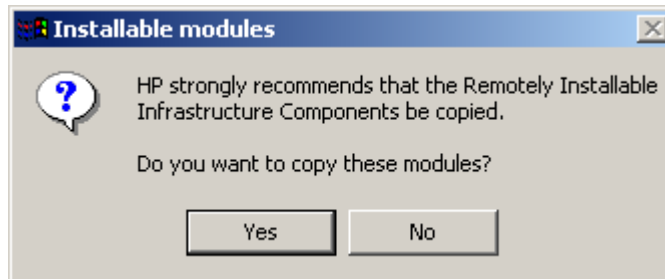 Installable modules
HP strongly recommends that the Remotely Installable
Infrastructure Components be copied.
Do you want to copy these modules?
Yes
No